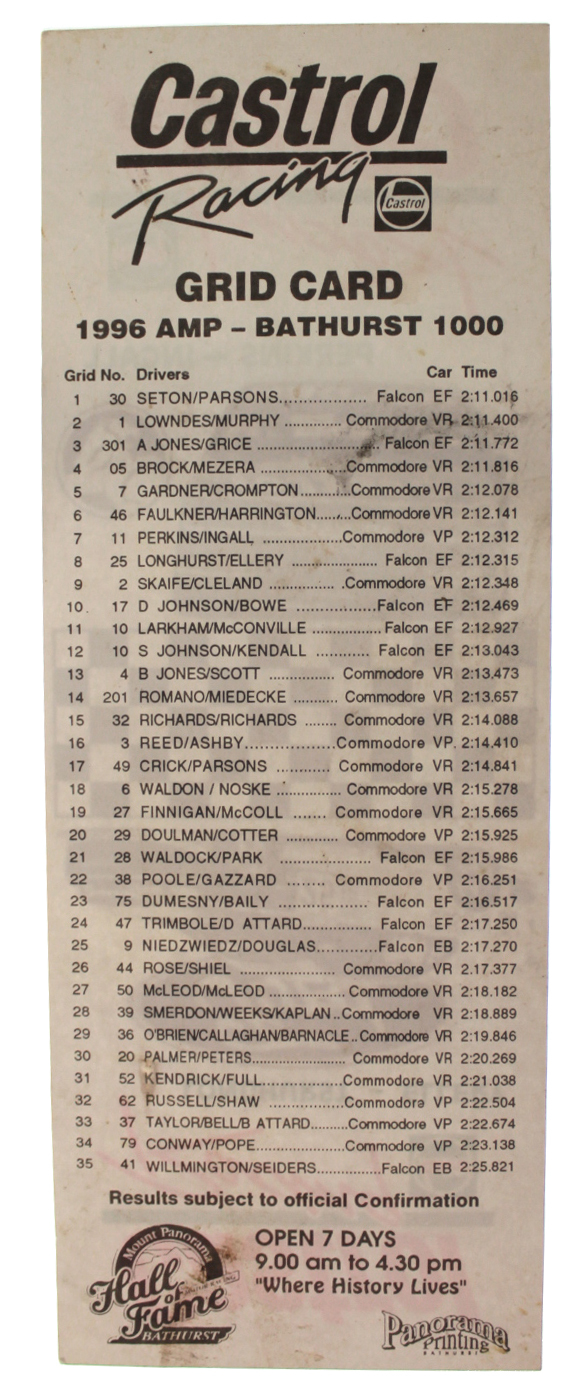 Castrol
Racing
Castrol
GRID CARD
1996 AMP – BATHURST 1000
Grid No. Drivers Car Time
1 30 SETON/PARSONS.................. Falcon EF 2:11.016
2 1 LOWNDES/MURPHY ............. Commodore VR 2:11.400
3 301 A JONES/GRICE ........................... Falcon EF 2:11.772
4 05 BROCK/MEZERA ...................Commodore VR 2:11.816
5 7 GARDNER/CROMPTON...........Commodore VR 2:12.078
6 46 FAULKNER/HARRINGTON........Commodore VR 2:12.141
7 11 PERKINS/INGALL ..................Commodore VP 2:12.312
8 25 LONGHURST/ELLERY ..................... Falcon EF 2:12.315
9 2 SKAIFE/CLELAND ............... .Commodore VR 2:12.348
10. 17 D JOHNSON/BOWE .................Falcon EF 2:12.469
11 10 LARKHAM/McCONVILLE ................. Falcon EF 2:12.927
12 10 S JOHNSON/KENDALL ............ Falcon EF 2:13.043
13 4 B JONES/SCOTT ............... Commodore VR 2:13.473
14 201 ROMANO/MIEDECKE .......... Commodore VR 2:13.657
15 32 RICHARDS/RICHARDS ....... Commodore VR 2:14.088
16 3 REED/ASHBY....................Commodore VP. 2:14.410
17 49 CRICK/PARSONS ............ Commodore VR 2:14.841
18 6 WALDON / NOSKE ............... Commodore VR 2:15.278
19 27 FINNIGAN/McCOLL ....... Commodore VR 2:15.665
20 29 DOULMAN/COTTER ............. Commodore VP 2:15.925
21 28 WALDOCK/PARK .................... Falcon EF 2:15.986
22 38 POOLE/GAZZARD ........ Commodore VP 2:16.251
23 75 DUMESNY/BAILY .................... Falcon EF 2:16.517
24 47 TRIMBOLE/D ATTARD............... Falcon EF 2:17.250
25 9 NIEDZWIEDZ/DOUGLAS.............Falcon EB 2:17.270
26 44 ROSE/SHIEL ...................... Commodore VR 2.17.377
27 50 McLEOD/McLEOD .................. Commodore VR 2:18.182
28 39 SMERDON/WEEKS/KAPLAN ..Commodore VR 2:18.889
29 36 O'BRIEN/CALLAGHAN/BARNACLE..Commodore VR 2:19.846
30 20 PALMER/PETERS........................ Commodore VR 2:20.269
31 52 KENDRICK/FULL..................Commodore VR 2:21.038
32 62 RUSSELL/SHAW .................Commodore VP 2:22.504
33 37 TAYLOR/BELL/B ATTARD.........Commodore VP 2:22.674
34 79 CONWAY/POPE....................Commodore VP 2:23.138
35 41 WILLMINGTON/SEIDERS..............Falcon EB 2:25.821
Results subject to official Confirmation
Mount Panorama
Hall
of
Fame
BATHURST
OPEN 7 DAYS
9.00 am to 4.30 pm
"Where History Lives"
Panorama
Printing
BATHURST